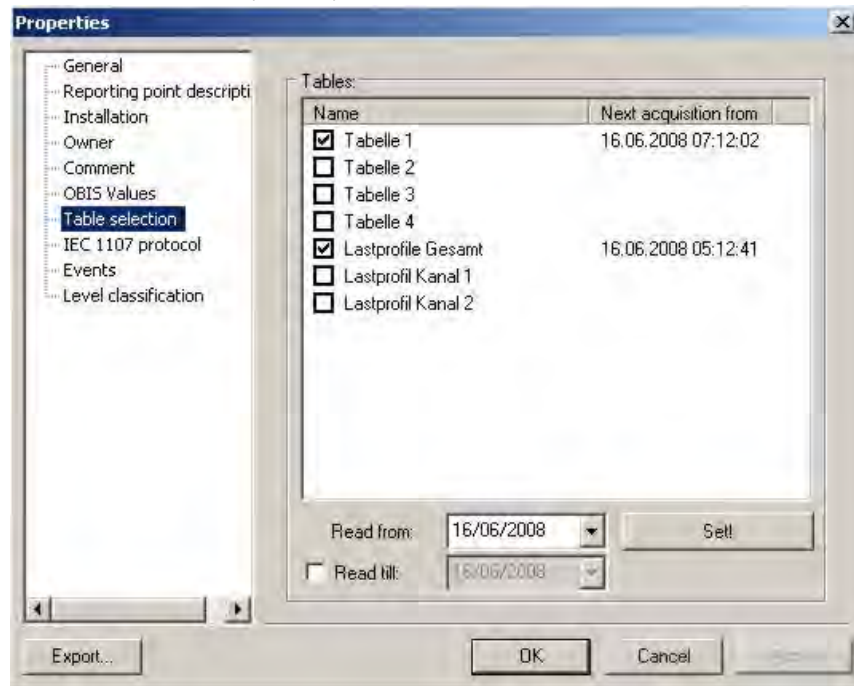 Properties
General
Reporting point descripti
Installation
Owner
Comment
OBIS Values
Table selection
IEC 1107 protocol
Events
Level classification
Tables:
Name Next acquisition from
Tabelle 1 16.06.2008 07:12:02
Tabelle 2
Tabelle 3
Tabelle 4
Lastprofile Gesamt 16.06.2008 05:12:41
Lastprofil Kanal 1
Lastprofil Kanal 2
Read from: 16/06/2008 Set!
Read till: 16/06/2008
Export... OK Cancel